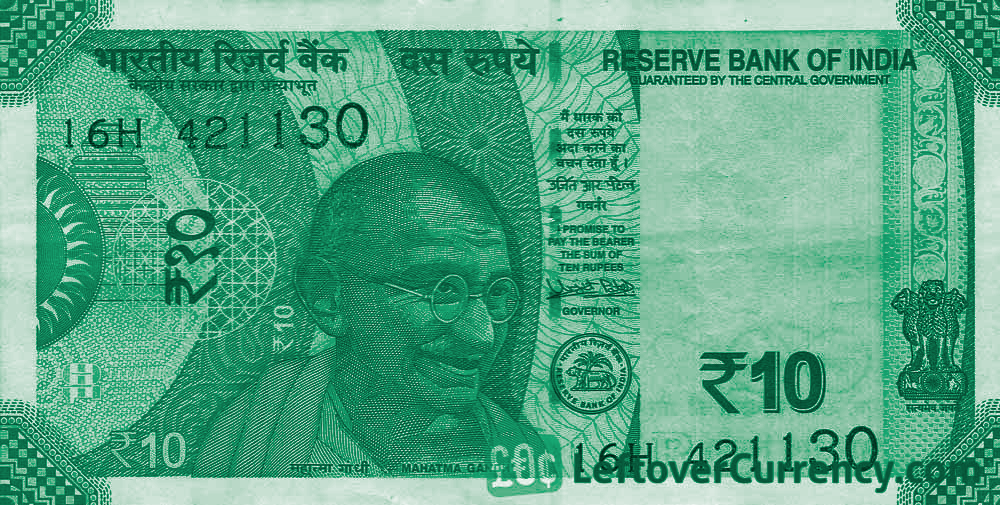 भारतीय रिज़र्व बैंक
केन्द्रीय सरकार द्वारा प्रत्याभूत
दस रुपये
RESERVE BANK OF INDIA
GUARANTEED BY THE CENTRAL GOVERNMENT
16H 421130
मैं धारक को
दस रुपये
अदा करने का
वचन देता हूँ ।
उर्जित आर पटेल
गवर्नर
I PROMISE TO
PAY THE BEARER
THE SUM OF
TEN RUPEES
GOVERNOR
₹१०
₹10
भारतीय रिज़र्व बैंक
RESERVE BANK OF INDIA
₹10
सत्यमेव जयते
₹10
महात्मा गांधी
MAHATMA GANDHI
16H 421130
£€¢ LeftoverCurrency.com